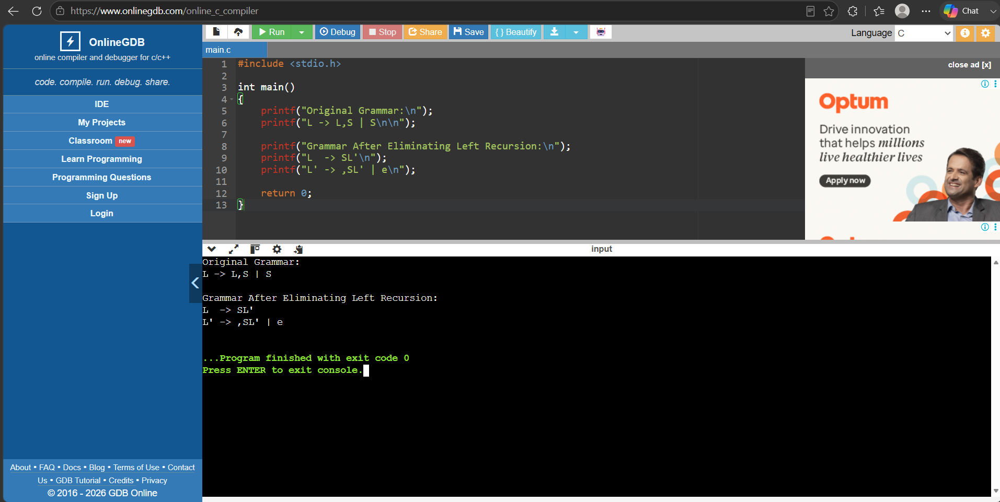 https://www.onlinegdb.com/online_c_compiler
Chat
OnlineGDB
online compiler and debugger for c/c++
code. compile. run. debug. share.
IDE
My Projects
Classroom new
Learn Programming
Programming Questions
Sign Up
Login
About • FAQ • Docs • Blog • Terms of Use • Contact
Us • GDB Tutorial • Credits • Privacy
© 2016 - 2026 GDB Online
Run Debug Stop Share Save { } Beautify
Language C
main.c
1 #include <stdio.h>
2
3 int main()
4 {
5     printf("Original Grammar:\n");
6     printf("L -> L,S | S\n\n");
7
8     printf("Grammar After Eliminating Left Recursion:\n");
9     printf("L  -> SL'\n");
10     printf("L' -> ,SL' | e\n");
11
12     return 0;
13 }
close ad [x]
Optum
Drive innovation
that helps millions
live healthier lives
Apply now
input
Original Grammar:
L -> L,S | S
Grammar After Eliminating Left Recursion:
L  -> SL'
L' -> ,SL' | e
...Program finished with exit code 0
Press ENTER to exit console.